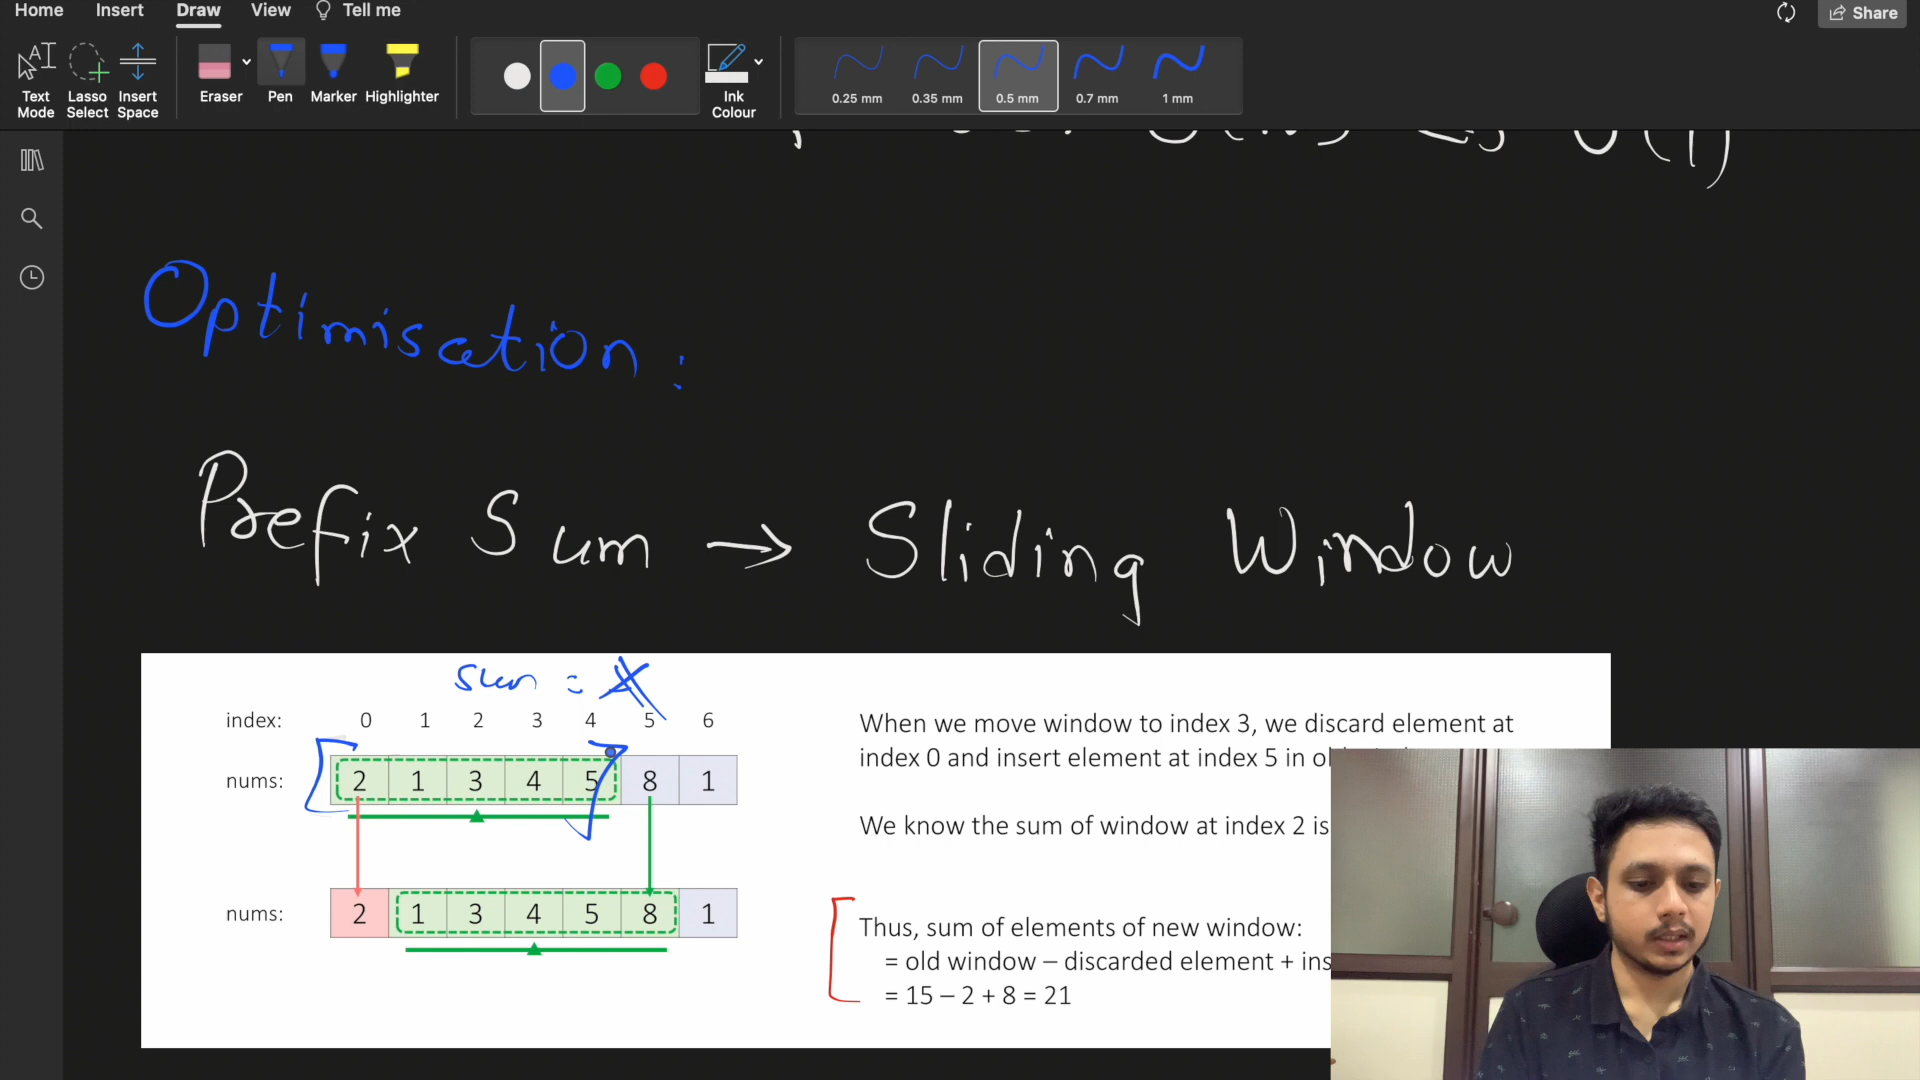 Home Insert Draw View Tell me Share
Text Mode
Lasso Select
Insert Space
Eraser
Pen
Marker
Highlighter
Ink Colour
0.25 mm 0.35 mm 0.5 mm 0.7 mm 1 mm
Optimisation :
Prefix Sum → Sliding Window
sum =
index: 0 1 2 3 4 5 6
nums: 2 1 3 4 5 8 1
nums: 2 1 3 4 5 8 1
When we move window to index 3, we discard element at
index 0 and insert element at index 5 in
We know the sum of window at index 2 is
Thus, sum of elements of new window:
= old window – discarded element +
= 15 – 2 + 8 = 21